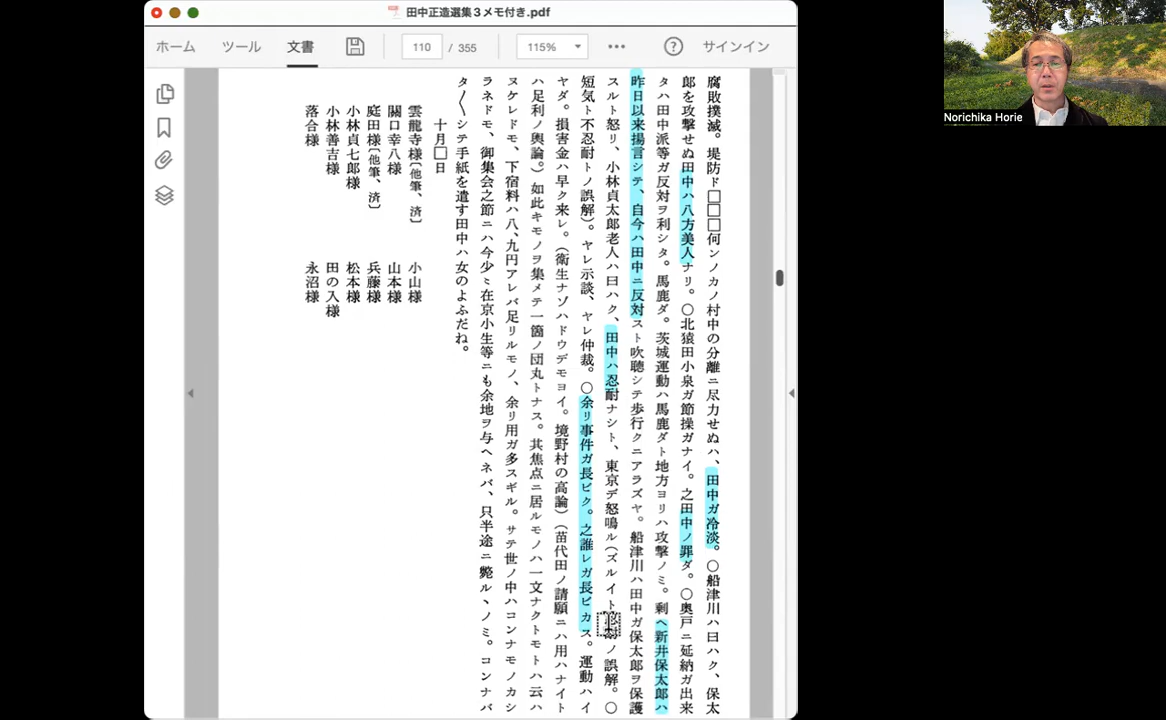 田中正造選集３メモ付き.pdf
ホーム ツール 文書 110 / 355 115% サインイン
Norichika Horie
腐敗撲滅。堤防ド□□□何ンノカノ村中の分離ニ尽力せぬハ、田中ガ冷淡。〇船津川ハ曰ハク、保太
郎を攻撃せぬ田中ハ八方美人ナリ。〇北猿田小泉ガ節操ガナイ。之田中ノ罪ダ。〇奥戸ニ延納ガ出来
タハ田中派等ガ反対ヲ利シタ。馬鹿ダ。茨城運動ハ馬鹿ダト地方ヨリハ攻撃ノミ。剰ヘ新井保太郎ハ
昨日以来揚言シテ、自今ハ田中ニ反対スト吹聴シテ歩行クニアラズヤ。船津川ハ田中ガ保太郎ヲ保護
スルト怒リ、小林貞太郎老人ハ曰ハク、田中ハ忍耐ナシト、東京デ怒鳴ル(ズルイト ノ誤解。〇
短気ト不忍耐トノ誤解)。ヤレ示談、ヤレ仲裁。〇余リ事件ガ長ビク。之誰レガ長ビカス。運動ハイ
ヤダ。損害金ハ早ク来レ。(衛生ナゾハドウデモヨイ。境野村の高論)(苗代田ノ請願ニハ用ハナイト
ハ足利ノ輿論。)如此キモノヲ集メテ一箇ノ団丸トナス。其焦点ニ居ルモノハ一文ナクトモトハ云ハ
ヌケレドモ、下宿料ハ八、九円アレバ足リルモノ、余リ用ガ多スギル。サテ世ノ中ハコンナモノカシ
ラネドモ、御集会之節ニハ今少ミ在京小生等ニも余地ヲ与ヘネバ、只半途ニ斃ル丶ノミ。コンナバ
タ〳〵シテ手紙を遣す田中ハ女のよふだね。
十月□日
雲龍寺様〔他筆、済〕 小山様
關口幸八様 山本様
庭田様〔他筆、済〕 兵藤様
小林貞七郎様 松本様
小林善吉様 田の入様
落合様 永沼様